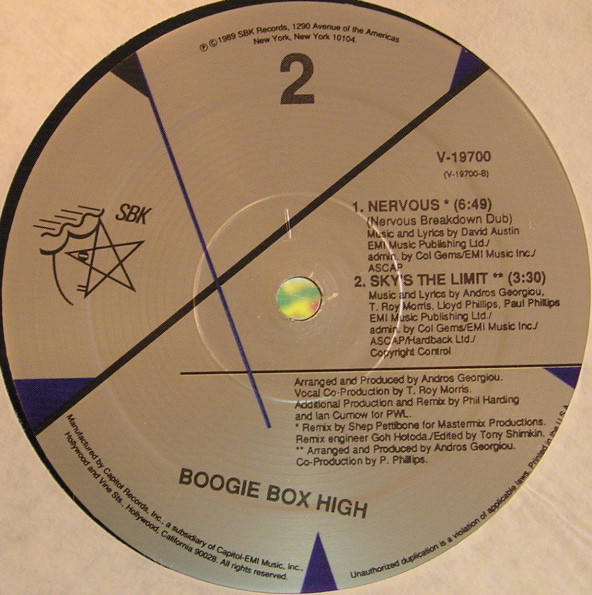 ℗ © 1989 SBK Records, 1290 Avenue of the Americas
New York, New York 10104.
2
V-19700
(V-19700-B)
SBK
1. NERVOUS * (6:49)
(Nervous Breakdown Dub)
Music and Lyrics by David Austin
EMI Music Publishing Ltd./
admin. by Col Gems/EMI Music Inc./
ASCAP
2. SKY'S THE LIMIT ** (3:30)
Music and Lyrics by Andros Georgiou,
T. Roy Morris, Lloyd Phillips, Paul Phillips
EMI Music Publishing Ltd./
admin. by Col Gems/EMI Music Inc./
ASCAP/Hardback Ltd./
Copyright Control
Arranged and Produced by Andros Georgiou.
Vocal Co-Production by T. Roy Morris.
Additional Production and Remix by Phil Harding
and Ian Curnow for PWL.
* Remix by Shep Pettibone for Mastermix Productions.
Remix engineer Goh Hotoda./Edited by Tony Shimkin.
** Arranged and Produced by Andros Georgiou.
Co-Production by P. Phillips.
BOOGIE BOX HIGH
Manufactured by Capitol Records, Inc., a subsidiary of Capitol-EMI Music, Inc.,
Hollywood and Vine Sts., Hollywood, California 90028. All rights reserved.
Unauthorized duplication is a violation of applicable laws. Printed in U.S.A.